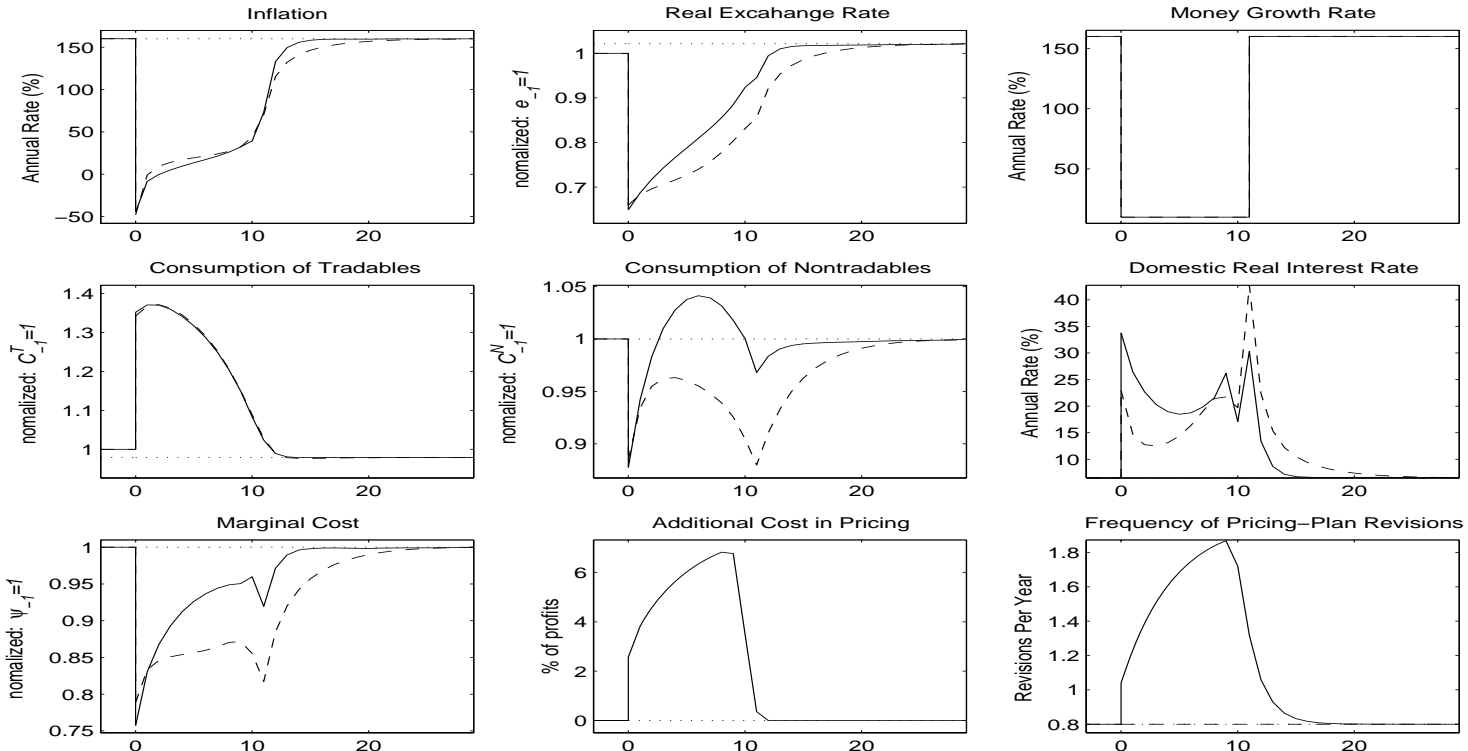 Inflation
Annual Rate (%)
150
100
50
0
−50
0 10 20
Real Excahange Rate
nomalized: e_-1=1
1
0.9
0.8
0.7
0 10 20
Money Growth Rate
Annual Rate (%)
150
100
50
0 10 20
Consumption of Tradables
nomalized: C^T_-1=1
1.4
1.3
1.2
1.1
1
0 10 20
Consumption of Nontradables
nomalized: C^N_-1=1
1.05
1
0.95
0.9
0 10 20
Domestic Real Interest Rate
Annual Rate (%)
40
35
30
25
20
15
10
0 10 20
Marginal Cost
nomalized: ψ_-1=1
1
0.95
0.9
0.85
0.8
0.75
0 10 20
Additional Cost in Pricing
% of profits
6
4
2
0
0 10 20
Frequency of Pricing−Plan Revisions
Revisions Per Year
1.8
1.6
1.4
1.2
1
0.8
0 10 20